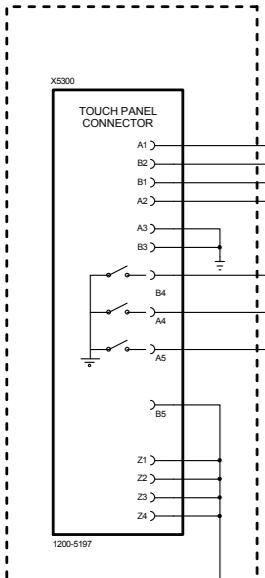 X5300
TOUCH PANEL
CONNECTOR
A1
B2
B1
A2
A3
B3
B4
A4
A5
B5
Z1
Z2
Z3
Z4
1200-5197